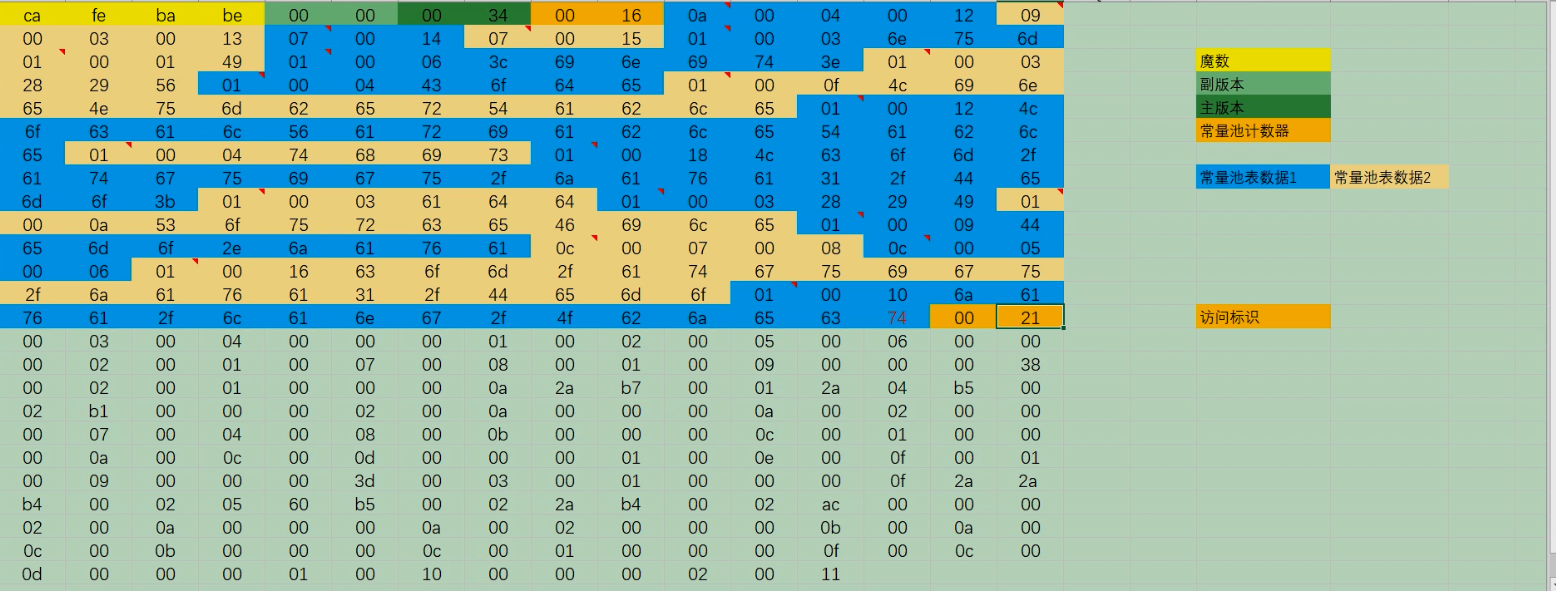 ca fe ba be 00 00 00 34 00 16 0a 00 04 00 12 09
00 03 00 13 07 00 14 07 00 15 01 00 03 6e 75 6d
01 00 01 49 01 00 06 3c 69 6e 69 74 3e 01 00 03 魔数
28 29 56 01 00 04 43 6f 64 65 01 00 0f 4c 69 6e 副版本
65 4e 75 6d 62 65 72 54 61 62 6c 65 01 00 12 4c 主版本
6f 63 61 6c 56 61 72 69 61 62 6c 65 54 61 62 6c 常量池计数器
65 01 00 04 74 68 69 73 01 00 18 4c 63 6f 6d 2f
61 74 67 75 69 67 75 2f 6a 61 76 61 31 2f 44 65 常量池表数据1 常量池表数据2
6d 6f 3b 01 00 03 61 64 64 01 00 03 28 29 49 01
00 0a 53 6f 75 72 63 65 46 69 6c 65 01 00 09 44
65 6d 6f 2e 6a 61 76 61 0c 00 07 00 08 0c 00 05
00 06 01 00 16 63 6f 6d 2f 61 74 67 75 69 67 75
2f 6a 61 76 61 31 2f 44 65 6d 6f 01 00 10 6a 61
76 61 2f 6c 61 6e 67 2f 4f 62 6a 65 63 74 00 21 访问标识
00 03 00 04 00 00 00 01 00 02 00 05 00 06 00 00
00 02 00 01 00 07 00 08 00 01 00 09 00 00 00 38
00 02 00 01 00 00 00 0a 2a b7 00 01 2a 04 b5 00
02 b1 00 00 00 02 00 0a 00 00 00 0a 00 02 00 00
00 07 00 04 00 08 00 0b 00 00 00 0c 00 01 00 00
00 0a 00 0c 00 0d 00 00 00 01 00 0e 00 0f 00 01
00 09 00 00 00 3d 00 03 00 01 00 00 00 0f 2a 2a
b4 00 02 05 60 b5 00 02 2a b4 00 02 ac 00 00 00
02 00 0a 00 00 00 0a 00 02 00 00 00 0b 00 0a 00
0c 00 0b 00 00 00 0c 00 01 00 00 00 0f 00 0c 00
0d 00 00 00 01 00 10 00 00 00 02 00 11